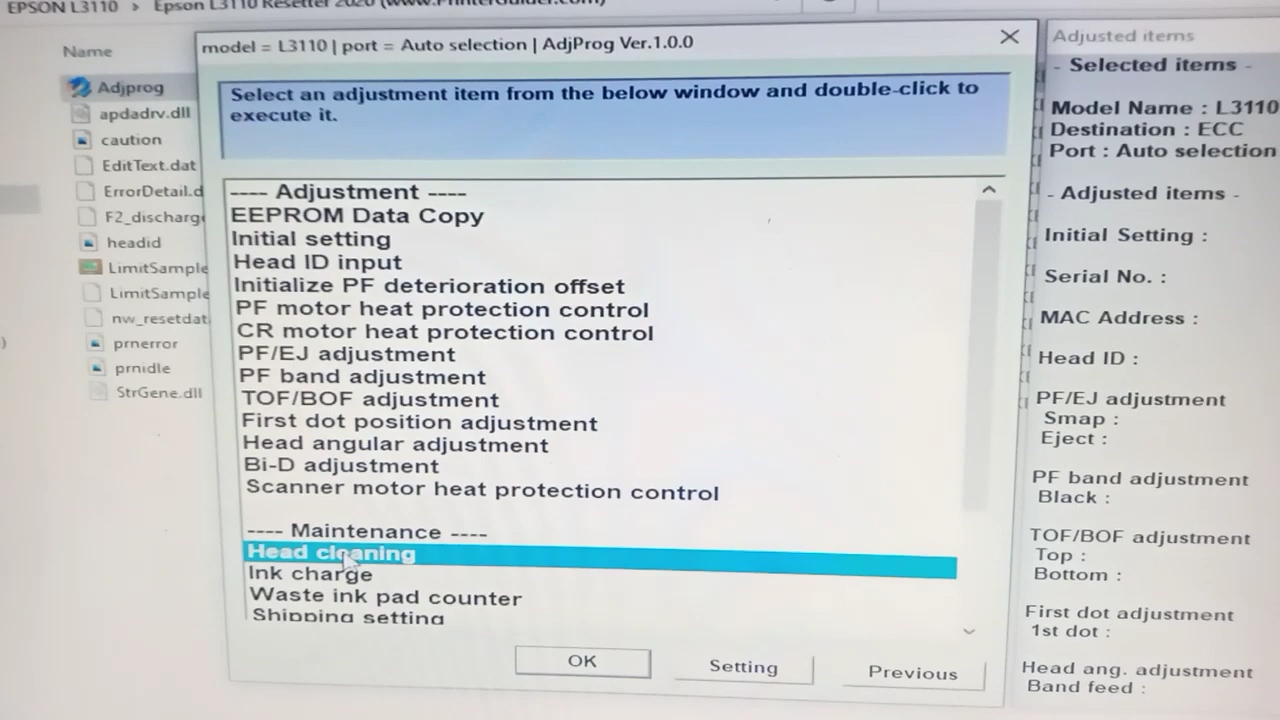 EPSON L3110 > Epson L3110 Resetter 2020 (www.PrinterGuider.com)
Name
Adjprog
apdadrv.dll
caution
EditText.dat
ErrorDetail.d
F2_discharge
headid
LimitSample
LimitSample
nw_resetdat
prnerror
prnidle
StrGene.dll
model = L3110 | port = Auto selection | AdjProg Ver.1.0.0
Select an adjustment item from the below window and double-click to
execute it.
---- Adjustment ----
EEPROM Data Copy
Initial setting
Head ID input
Initialize PF deterioration offset
PF motor heat protection control
CR motor heat protection control
PF/EJ adjustment
PF band adjustment
TOF/BOF adjustment
First dot position adjustment
Head angular adjustment
Bi-D adjustment
Scanner motor heat protection control
---- Maintenance ----
Head cleaning
Ink charge
Waste ink pad counter
Shipping setting
OK
Setting
Previous
Adjusted items
- Selected items -
Model Name : L3110
Destination : ECC
Port : Auto selection
- Adjusted items -
Initial Setting :
Serial No. :
MAC Address :
Head ID :
PF/EJ adjustment
Smap :
Eject :
PF band adjustment
Black :
TOF/BOF adjustment
Top :
Bottom :
First dot adjustment
1st dot :
Head ang. adjustment
Band feed :